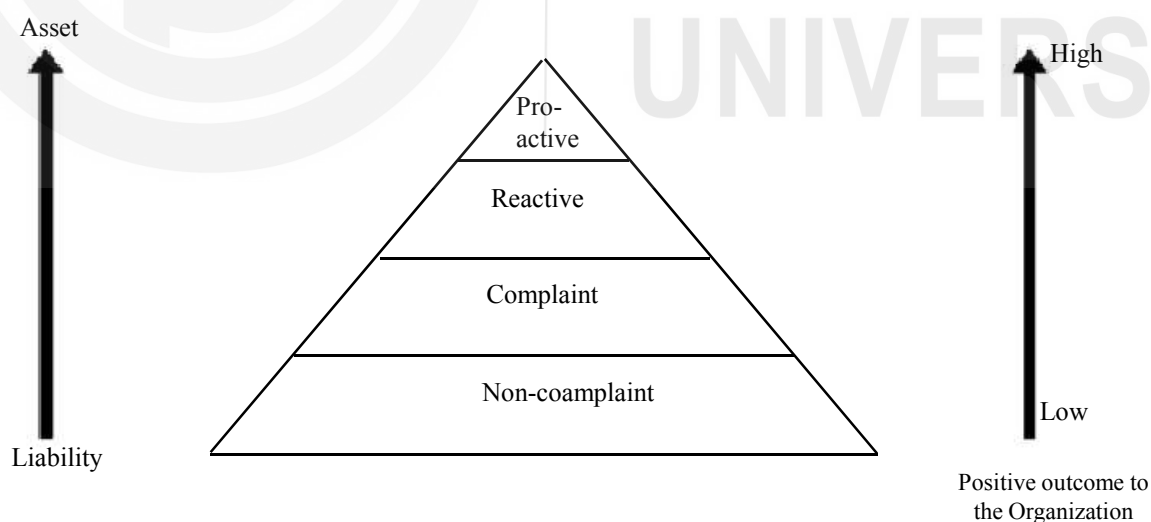 Asset
UNIVERS
High
Pro-
active
Reactive
Complaint
Non-coamplaint
Low
Liability
Positive outcome to
the Organization